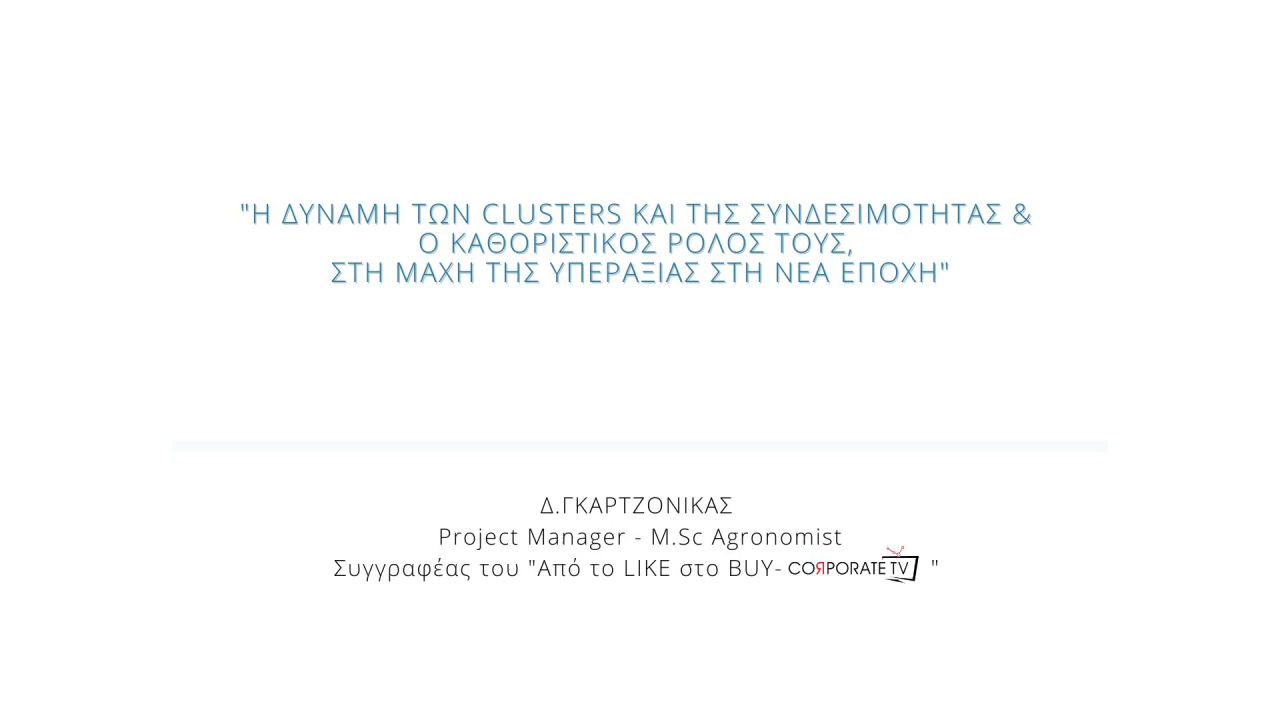 "Η ΔΥΝΑΜΗ ΤΩΝ CLUSTERS ΚΑΙ ΤΗΣ ΣΥΝΔΕΣΙΜΟΤΗΤΑΣ &
Ο ΚΑΘΟΡΙΣΤΙΚΟΣ ΡΟΛΟΣ ΤΟΥΣ,
ΣΤΗ ΜΑΧΗ ΤΗΣ ΥΠΕΡΑΞΙΑΣ ΣΤΗ ΝΕΑ ΕΠΟΧΗ"
Δ.ΓΚΑΡΤΖΟΝΙΚΑΣ
Project Manager - M.Sc Agronomist
Συγγραφέας του "Από το LIKE στο BUY- COЯPORATE TV "